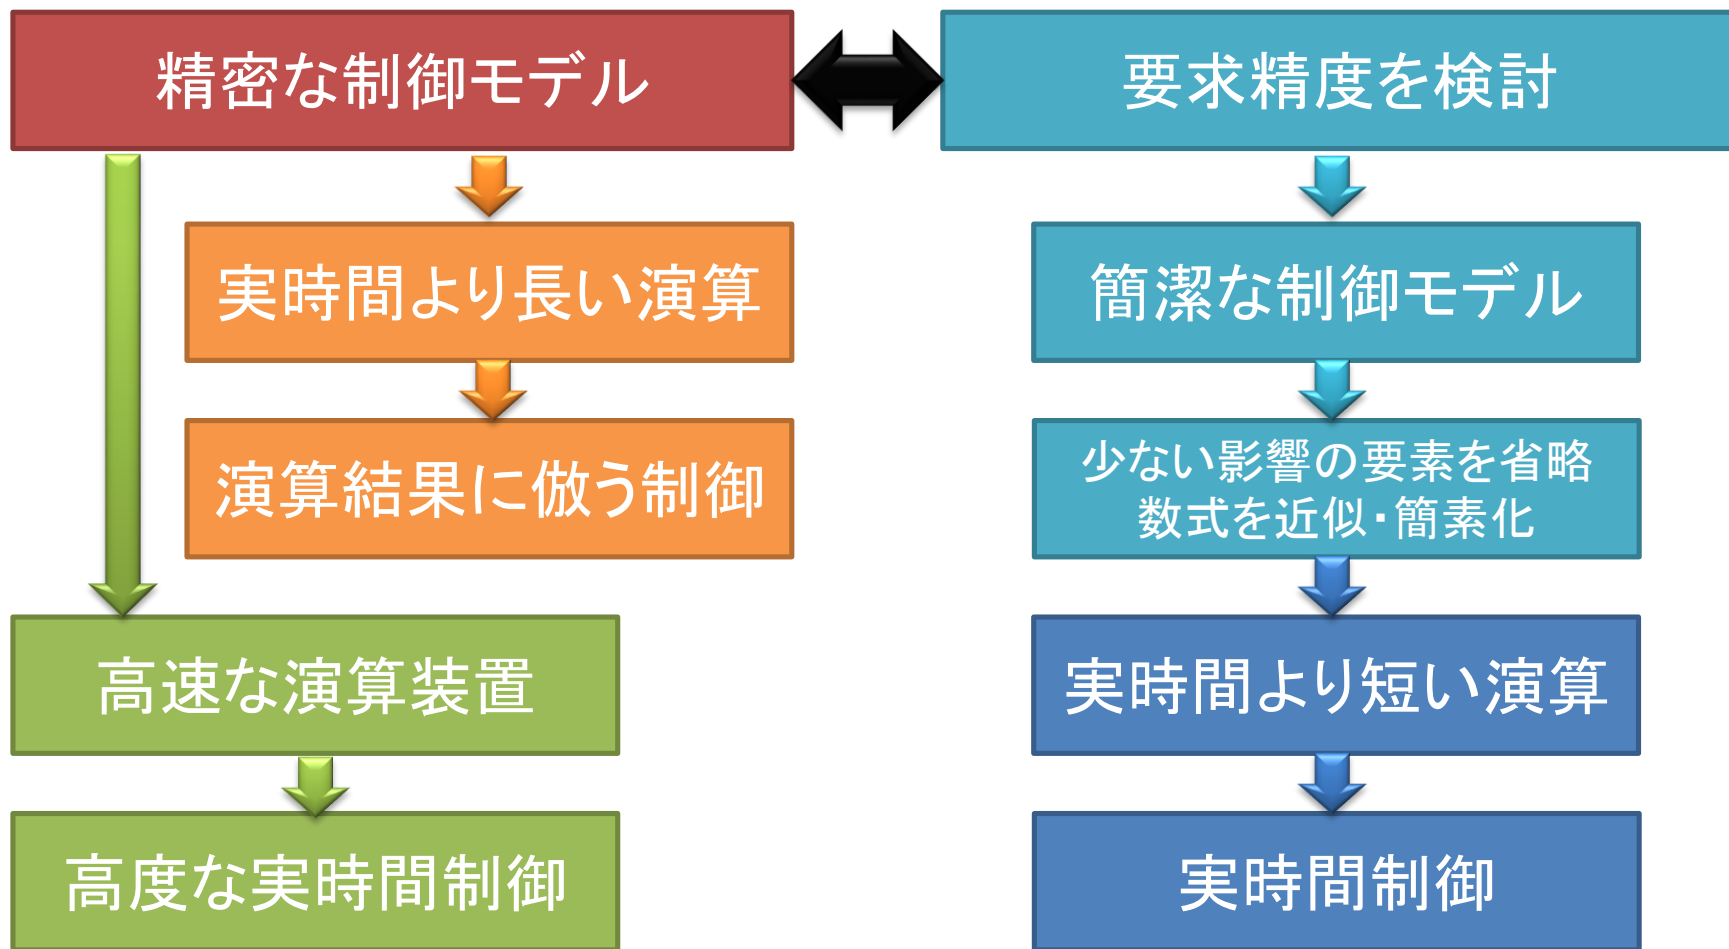 精密な制御モデル
要求精度を検討
実時間より長い演算
簡潔な制御モデル
演算結果に倣う制御
少ない影響の要素を省略
数式を近似・簡素化
高速な演算装置
実時間より短い演算
高度な実時間制御
実時間制御